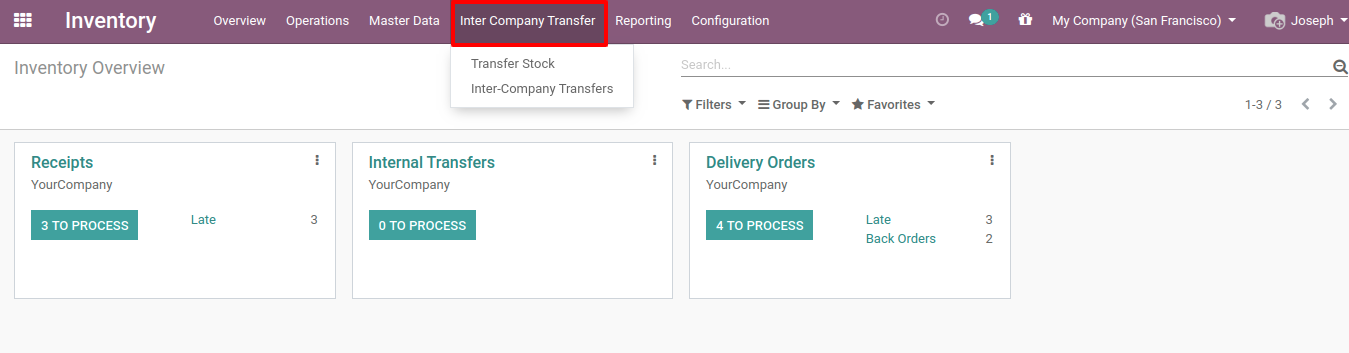 Inventory Overview Operations Master Data Inter Company Transfer Reporting Configuration 1 My Company (San Francisco) Joseph
Transfer Stock
Inter-Company Transfers
Inventory Overview
Search...
Filters Group By Favorites 1-3 / 3
Receipts
YourCompany
3 TO PROCESS Late 3
Internal Transfers
YourCompany
0 TO PROCESS
Delivery Orders
YourCompany
4 TO PROCESS Late 3
Back Orders 2